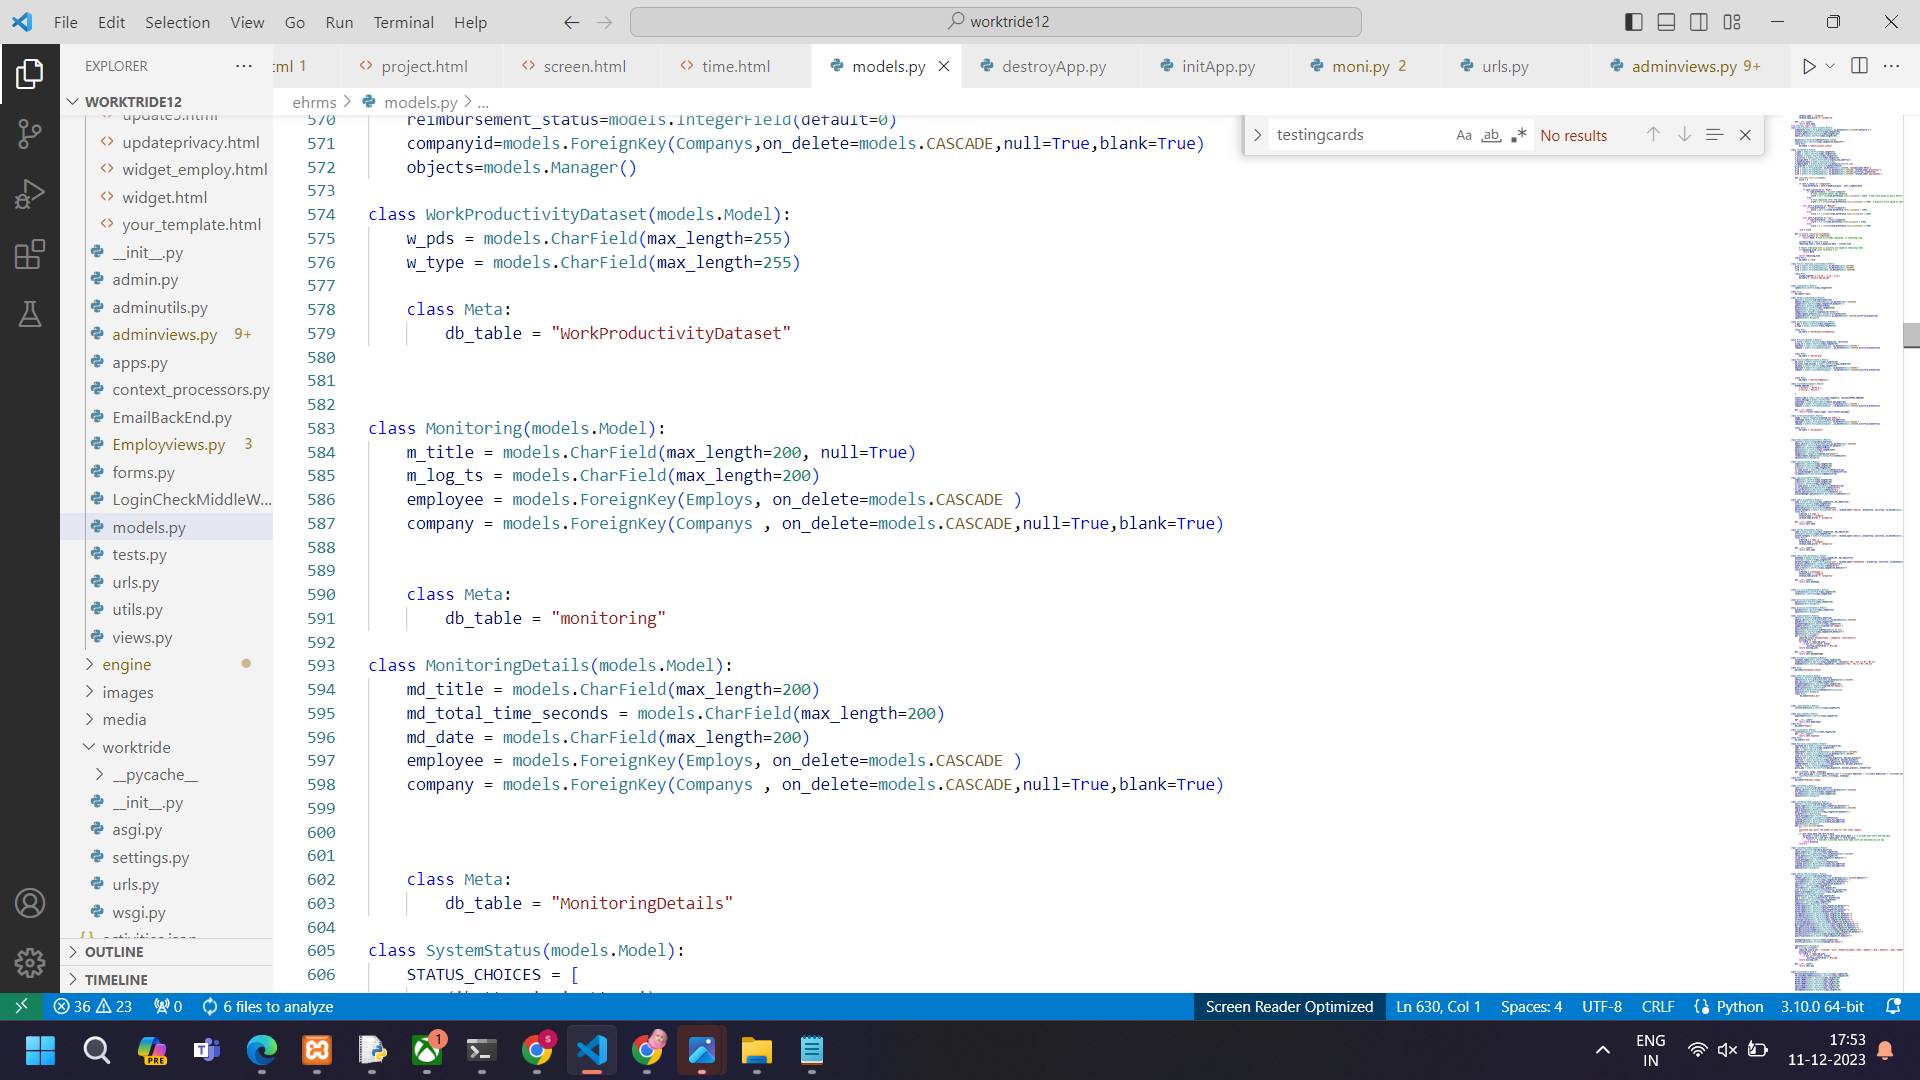 File Edit Selection View Go Run Terminal Help
worktride12
EXPLORER
tml 1
project.html
screen.html
time.html
models.py
destroyApp.py
initApp.py
moni.py 2
urls.py
adminviews.py 9+
WORKTRIDE12
updateprivacy.html
widget_employ.html
widget.html
your_template.html
__init__.py
admin.py
adminutils.py
adminviews.py 9+
apps.py
context_processors.py
EmailBackEnd.py
Employviews.py 3
forms.py
LoginCheckMiddleW...
models.py
tests.py
urls.py
utils.py
views.py
engine
images
media
worktride
__pycache__
__init__.py
asgi.py
settings.py
urls.py
wsgi.py
OUTLINE
TIMELINE
ehrms > models.py > ...
testingcards
Aa ab .* No results
570 reimbursement_status=models.IntegerField(default=0)
571 companyid=models.ForeignKey(Companys,on_delete=models.CASCADE,null=True,blank=True)
572 objects=models.Manager()
573
574 class WorkProductivityDataset(models.Model):
575 w_pds = models.CharField(max_length=255)
576 w_type = models.CharField(max_length=255)
577
578 class Meta:
579 db_table = "WorkProductivityDataset"
580
581
582
583 class Monitoring(models.Model):
584 m_title = models.CharField(max_length=200, null=True)
585 m_log_ts = models.CharField(max_length=200)
586 employee = models.ForeignKey(Employs, on_delete=models.CASCADE )
587 company = models.ForeignKey(Companys , on_delete=models.CASCADE,null=True,blank=True)
588
589
590 class Meta:
591 db_table = "monitoring"
592
593 class MonitoringDetails(models.Model):
594 md_title = models.CharField(max_length=200)
595 md_total_time_seconds = models.CharField(max_length=200)
596 md_date = models.CharField(max_length=200)
597 employee = models.ForeignKey(Employs, on_delete=models.CASCADE )
598 company = models.ForeignKey(Companys , on_delete=models.CASCADE,null=True,blank=True)
599
600
601
602 class Meta:
603 db_table = "MonitoringDetails"
604
605 class SystemStatus(models.Model):
606 STATUS_CHOICES = [
36 23 0 6 files to analyze
Screen Reader Optimized Ln 630, Col 1 Spaces: 4 UTF-8 CRLF Python 3.10.0 64-bit
PRE
1
ENG
IN
17:53
11-12-2023